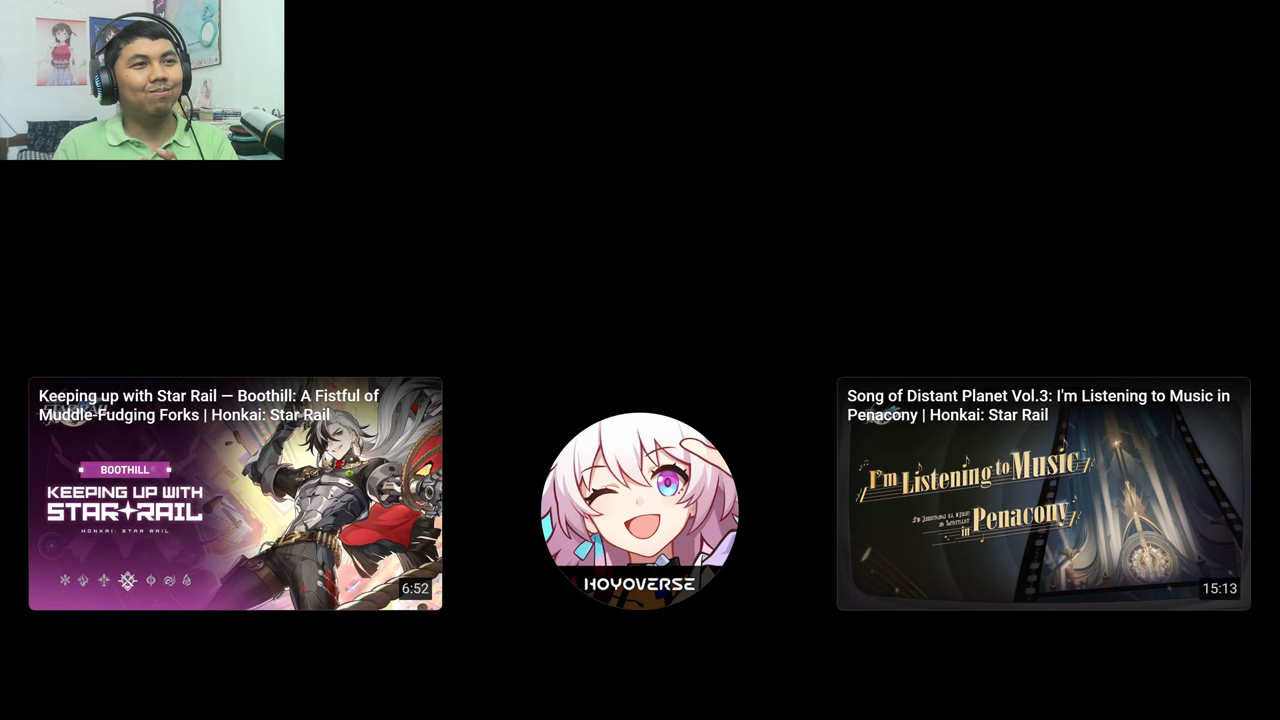 Keeping up with Star Rail — Boothill: A Fistful of
Muddle-Fudging Forks | Honkai: Star Rail
BOOTHILL
KEEPING UP WITH
STAR RAIL
HONKAI: STAR RAIL
6:52
HOYOVERSE
Song of Distant Planet Vol.3: I'm Listening to Music in
Penacony | Honkai: Star Rail
I'm Listening to Music
in Penacony
15:13